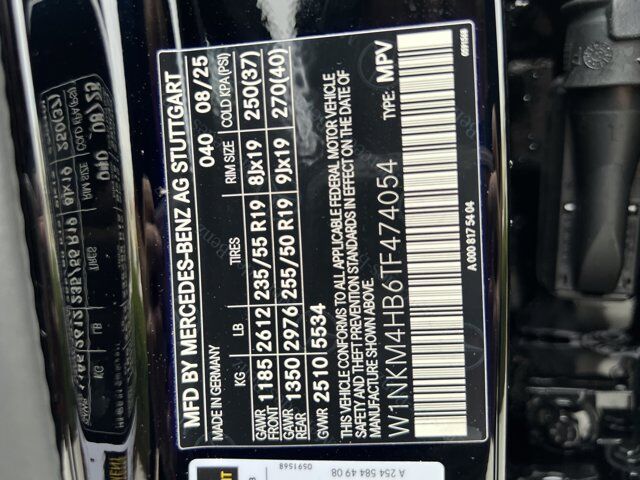 MFD BY MERCEDES-BENZ AG STUTTGART
MADE IN GERMANY 040 08/25
KG LB TIRES RIM SIZE COLD KPA(PSI)
GAWR FRONT 1185 2612 235/55 R19 8Jx19 250(37)
GAWR REAR 1350 2976 255/50 R19 9Jx19 270(40)
GVWR 2510 5534
THIS VEHICLE CONFORMS TO ALL APPLICABLE FEDERAL MOTOR VEHICLE
SAFETY AND THEFT PREVENTION STANDARDS IN EFFECT ON THE DATE OF
MANUFACTURE SHOWN ABOVE.
TYPE: MPV
W1NKM4HB6TF474054
A 000 817 54 04
0591568
A 254 584 49 08
0591568